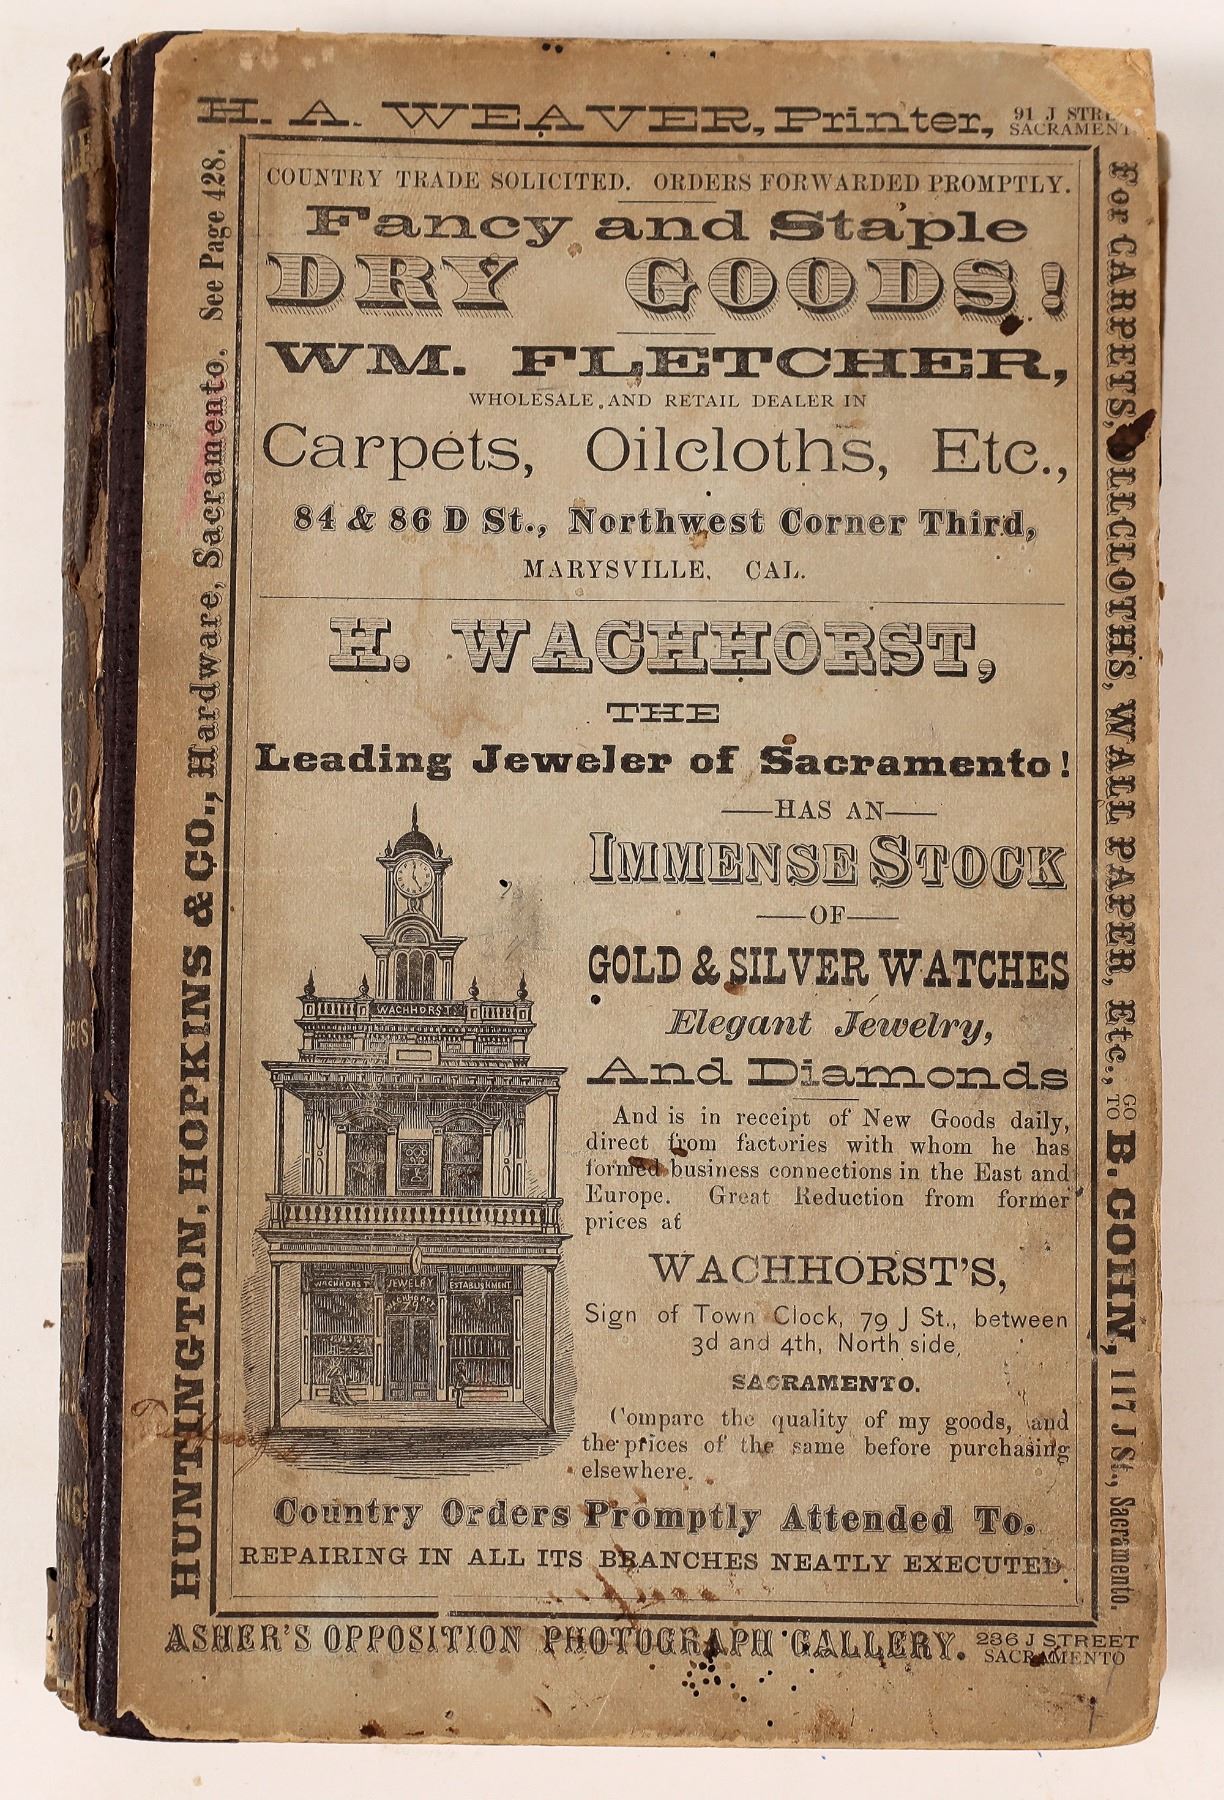 H. A. WEAVER, Printer, 91 J
SACRAMENT
HUNTINGTON, HOPKINS & CO., Hardware, Sacramento. See Page 428.
COUNTRY TRADE SOLICITED. ORDERS FORWARDED PROMPTLY.
Fancy and Staple
DRY GOODS!
WM. FLETCHER,
WHOLESALE AND RETAIL DEALER IN
Carpets, Oilcloths, Etc.,
84 & 86 D St., Northwest Corner Third,
MARYSVILLE, CAL.
H. WACHHORST,
THE
Leading Jeweler of Sacramento!
HAS AN
IMMENSE STOCK
OF
GOLD & SILVER WATCHES
Elegant Jewelry,
And Diamonds
And is in receipt of New Goods daily,
direct from factories with whom he has
formed business connections in the East and
Europe. Great Reduction from former
prices at
WACHHORST'S,
Sign of Town Clock, 79 J St., between
3d and 4th, North side,
SACRAMENTO.
Compare the quality of my goods, and
the prices of the same before purchasing
elsewhere.
WACHHORST
WACHHORST JEWELRY ESTABLISHMENT
WACHHORST
79
Country Orders Promptly Attended To.
REPAIRING IN ALL ITS BRANCHES NEATLY EXECUTED.
For CARPETS, OILCLOTHS, WALL PAPER, Etc., GO TO B. COHN, 117 J St., Sacramento.
ASHER'S OPPOSITION PHOTOGRAPH GALLERY. 236 J STREET
SACRAMENTO